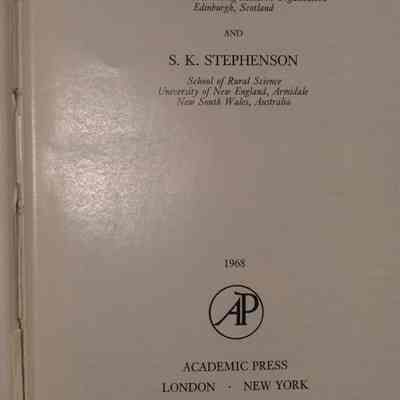 Edinburgh, Scotland
AND
S. K. STEPHENSON
School of Rural Science
University of New England, Armidale
New South Wales, Australia
1968
AP
ACADEMIC PRESS
LONDON · NEW YORK